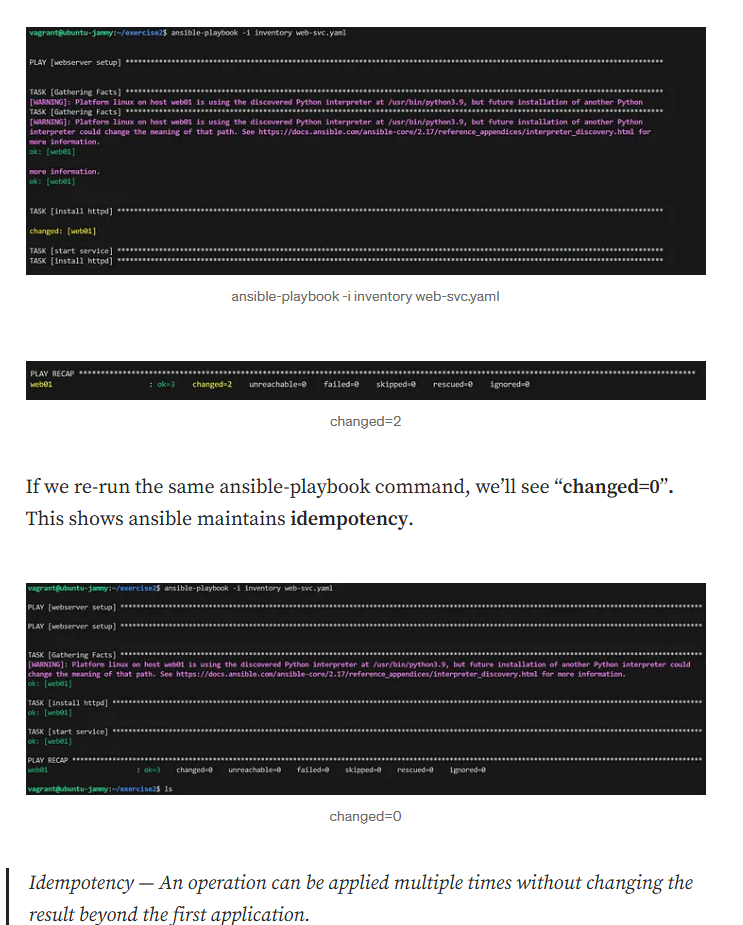 vagrant@ubuntu-jammy:~/exercise2$ ansible-playbook -i inventory web-svc.yaml
PLAY [webserver setup] ******************************************************************************
TASK [Gathering Facts] ******************************************************************************
[WARNING]: Platform linux on host web01 is using the discovered Python interpreter at /usr/bin/python3.9, but future installation of another Python
TASK [Gathering Facts] ******************************************************************************
[WARNING]: Platform linux on host web01 is using the discovered Python interpreter at /usr/bin/python3.9, but future installation of another Python
interpreter could change the meaning of that path. See https://docs.ansible.com/ansible-core/2.17/reference_appendices/interpreter_discovery.html for
more information.
ok: [web01]
more information.
ok: [web01]
TASK [install httpd] ******************************************************************************
changed: [web01]
TASK [start service] ******************************************************************************
TASK [install httpd] ******************************************************************************
ansible-playbook -i inventory web-svc.yaml
PLAY RECAP ******************************************************************************
web01 : ok=3 changed=2 unreachable=0 failed=0 skipped=0 rescued=0 ignored=0
changed=2
If we re-run the same ansible-playbook command, we’ll see “changed=0”.
This shows ansible maintains idempotency.
vagrant@ubuntu-jammy:~/exercise2$ ansible-playbook -i inventory web-svc.yaml
PLAY [webserver setup] ******************************************************************************
PLAY [webserver setup] ******************************************************************************
TASK [Gathering Facts] ******************************************************************************
[WARNING]: Platform linux on host web01 is using the discovered Python interpreter at /usr/bin/python3.9, but future installation of another Python interpreter could
change the meaning of that path. See https://docs.ansible.com/ansible-core/2.17/reference_appendices/interpreter_discovery.html for more information.
ok: [web01]
TASK [install httpd] ******************************************************************************
ok: [web01]
TASK [start service] ******************************************************************************
ok: [web01]
PLAY RECAP ******************************************************************************
web01 : ok=3 changed=0 unreachable=0 failed=0 skipped=0 rescued=0 ignored=0
vagrant@ubuntu-jammy:~/exercise2$ ls
changed=0
Idempotency — An operation can be applied multiple times without changing the
result beyond the first application.